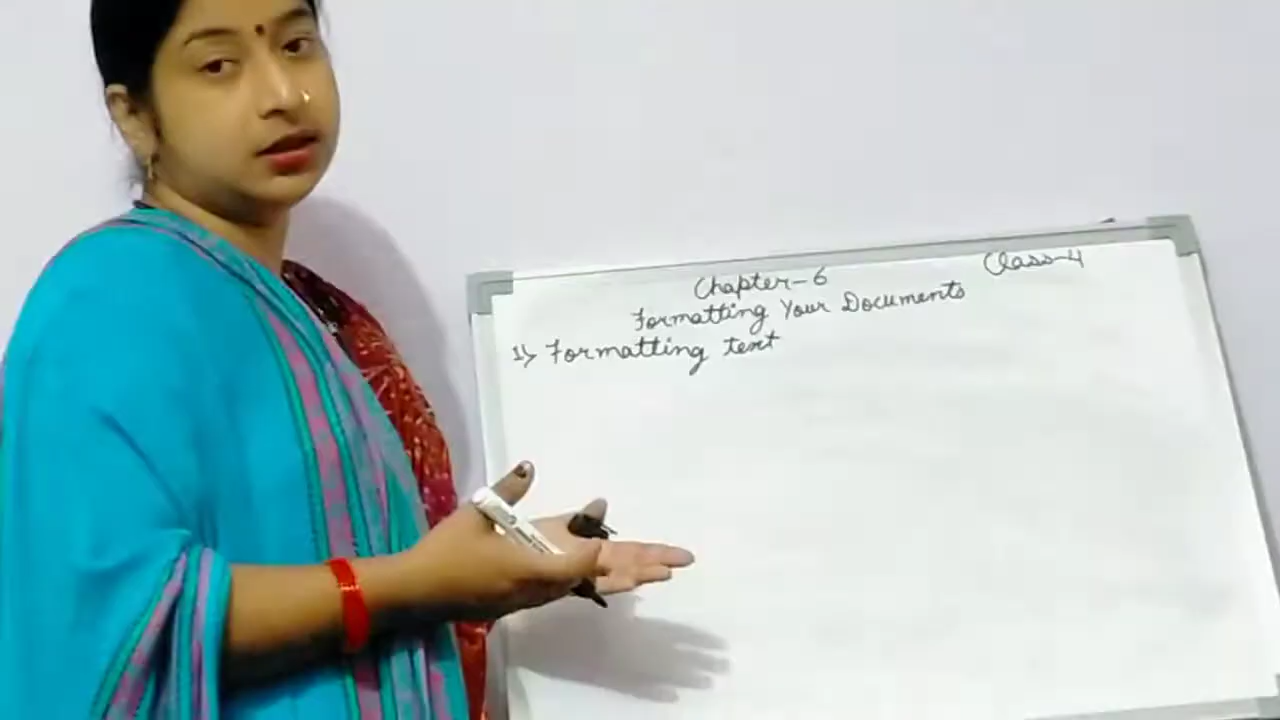 Class-4
Chapter-6
Formatting Your Documents
1) Formatting text